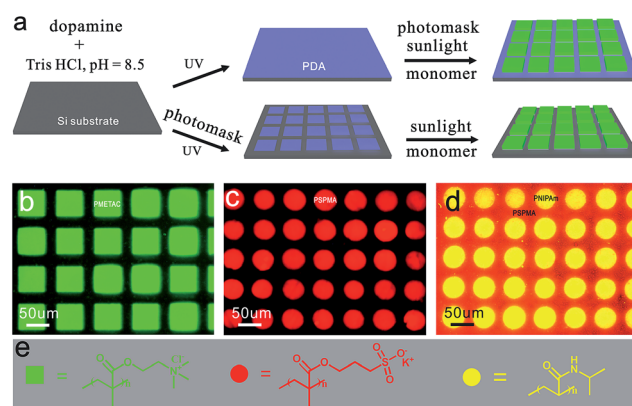 a
dopamine
+
Tris HCl, pH = 8.5
Si substrate
UV
photomask
UV
PDA
photomask
sunlight
monomer
sunlight
monomer
b
PMETAC
50um
c
PSPMA
50um
d
PNIPAm
PSPMA
50um
e
=
Cl-
N+
O
O
n
=
O
O
O
S
O
O-
K+
n
=
H
N
O
n